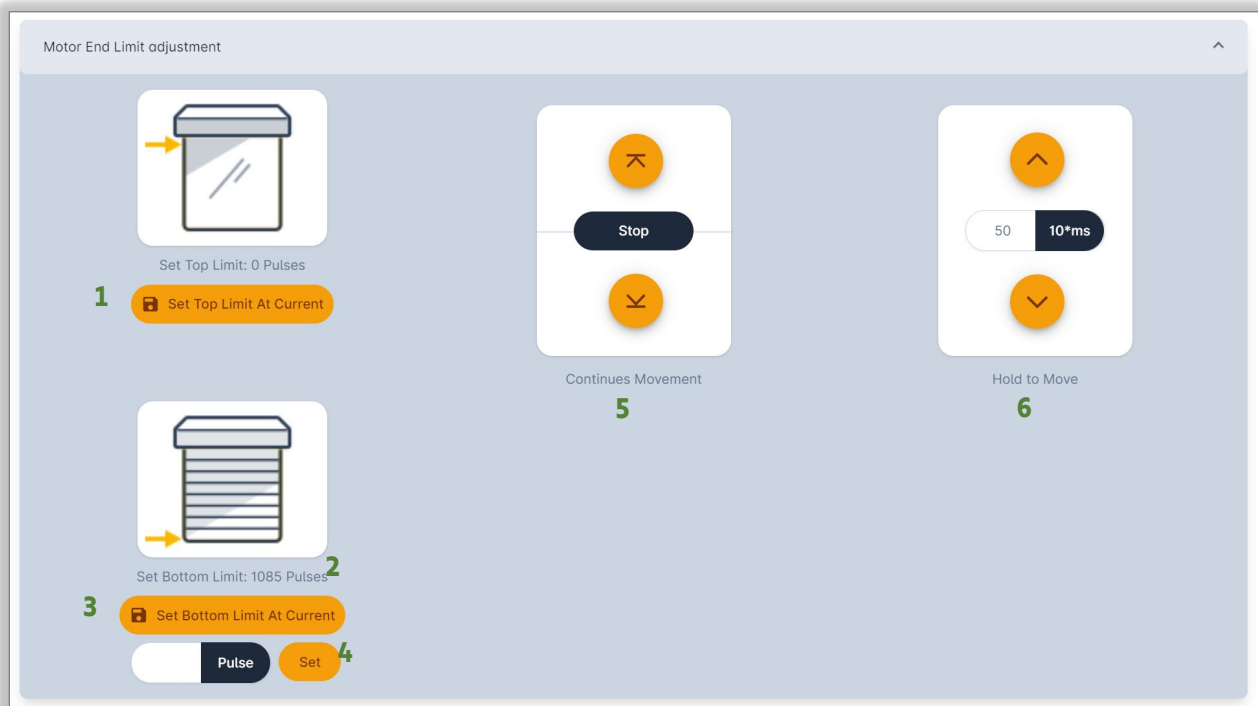 Motor End Limit adjustment
Set Top Limit: 0 Pulses
1
Set Top Limit At Current
Set Bottom Limit: 1085 Pulses
2
3
Set Bottom Limit At Current
Pulse
Set
4
Stop
Continues Movement
5
50
10*ms
Hold to Move
6